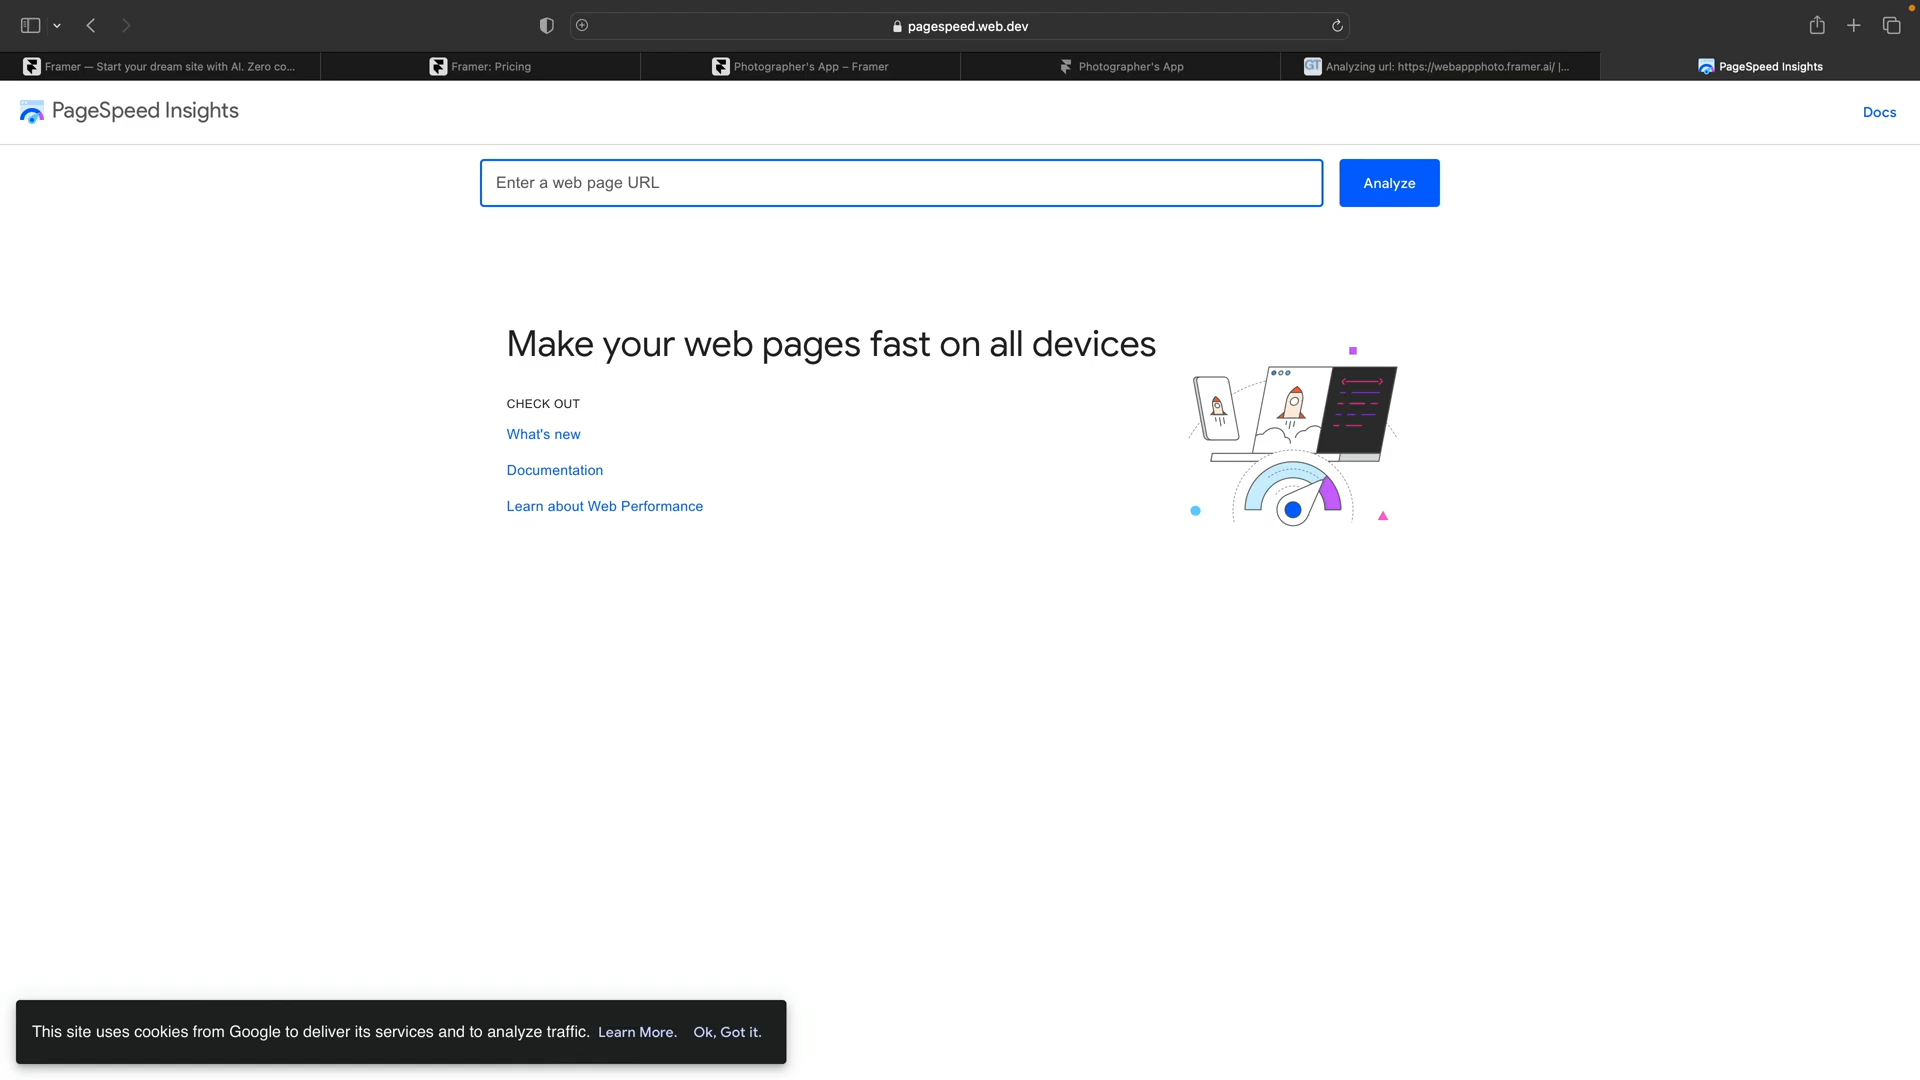 pagespeed.web.dev
Framer — Start your dream site with AI. Zero co...
Framer: Pricing
Photographer's App – Framer
Photographer's App
GT Analyzing url: https://webappphoto.framer.ai/ |...
PageSpeed Insights
PageSpeed Insights
Docs
Enter a web page URL
Analyze
Make your web pages fast on all devices
CHECK OUT
What's new
Documentation
Learn about Web Performance
This site uses cookies from Google to deliver its services and to analyze traffic. Learn More. Ok, Got it.